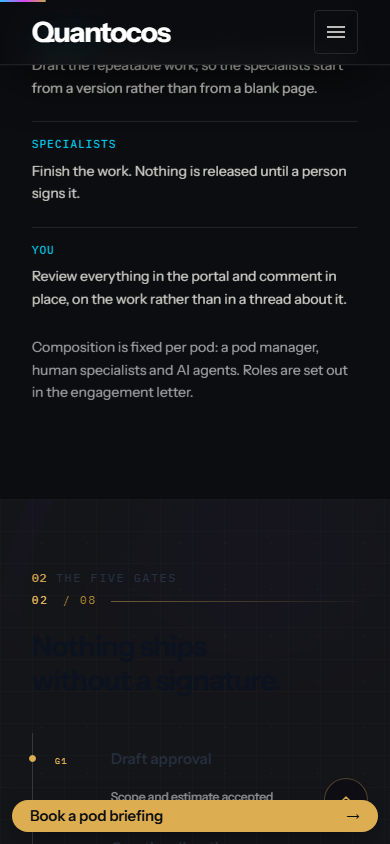 Quantocos
Draft the repeatable work, so the specialists start
from a version rather than from a blank page.
SPECIALISTS
Finish the work. Nothing is released until a person
signs it.
YOU
Review everything in the portal and comment in
place, on the work rather than in a thread about it.
Composition is fixed per pod: a pod manager,
human specialists and AI agents. Roles are set out
in the engagement letter.
02 THE FIVE GATES
02 / 08
Nothing ships
without a signature.
G1 Draft approval
Scope and estimate accepted
Book a pod briefing →